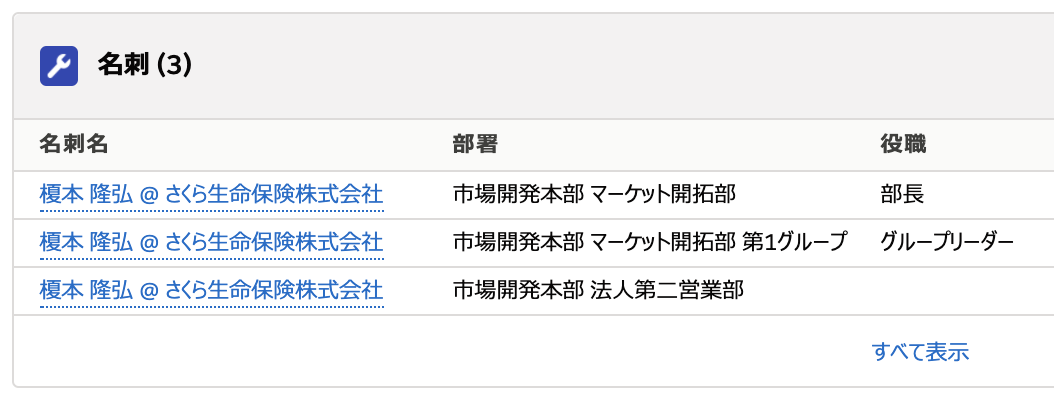 名刺 (3)
名刺名 部署 役職
榎本 隆弘 @ さくら生命保険株式会社 市場開発本部 マーケット開拓部 部長
榎本 隆弘 @ さくら生命保険株式会社 市場開発本部 マーケット開拓部 第1グループ グループリーダー
榎本 隆弘 @ さくら生命保険株式会社 市場開発本部 法人第二営業部
すべて表示